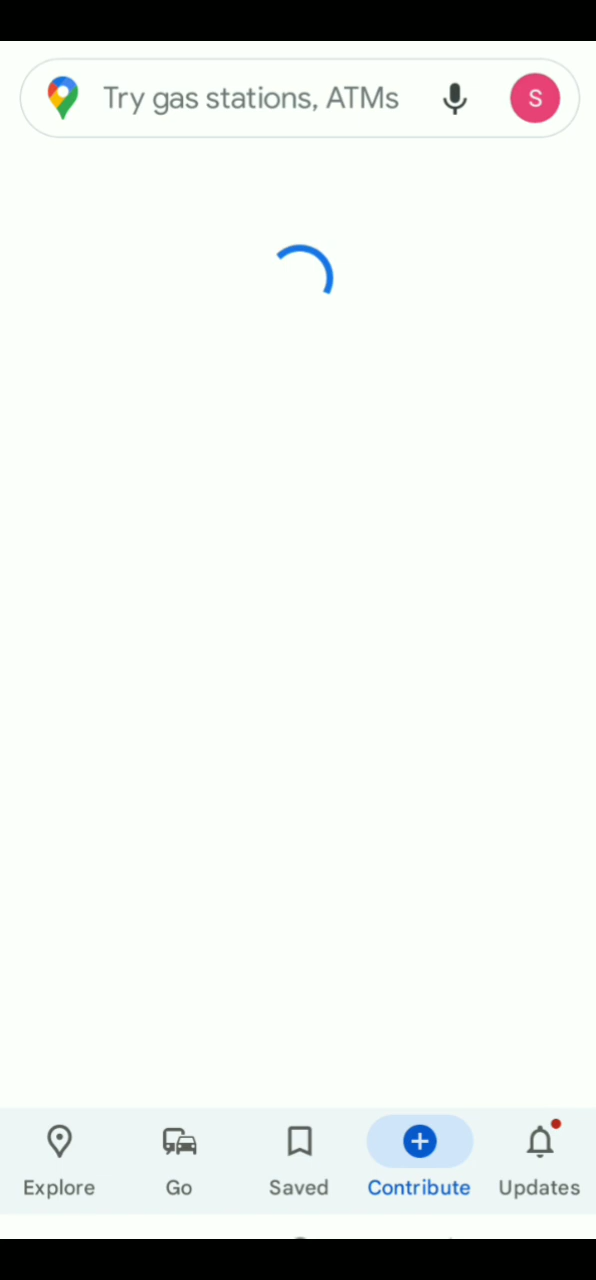 Try gas stations, ATMs
S
Explore
Go
Saved
Contribute
Updates